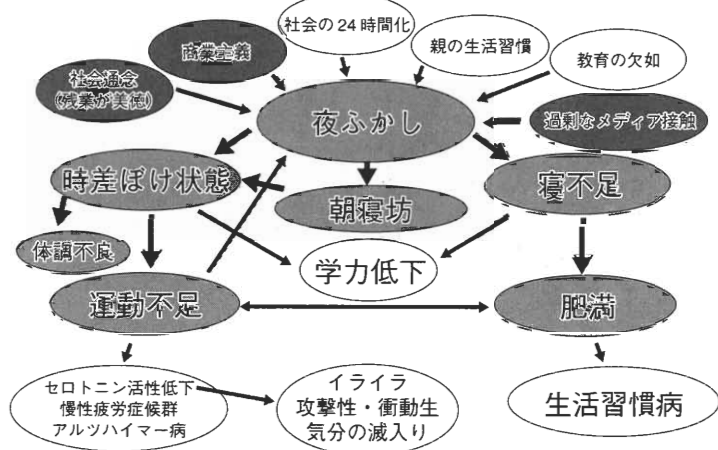 社会の24時間化
商業主義
親の生活習慣
教育の欠如
社会通念
(残業が美徳)
夜ふかし
過剰なメディア接触
時差ぼけ状態
朝寝坊
寝不足
体調不良
学力低下
運動不足
肥満
セロトニン活性低下
慢性疲労症候群
アルツハイマー病
イライラ
攻撃性・衝動生
気分の滅入り
生活習慣病